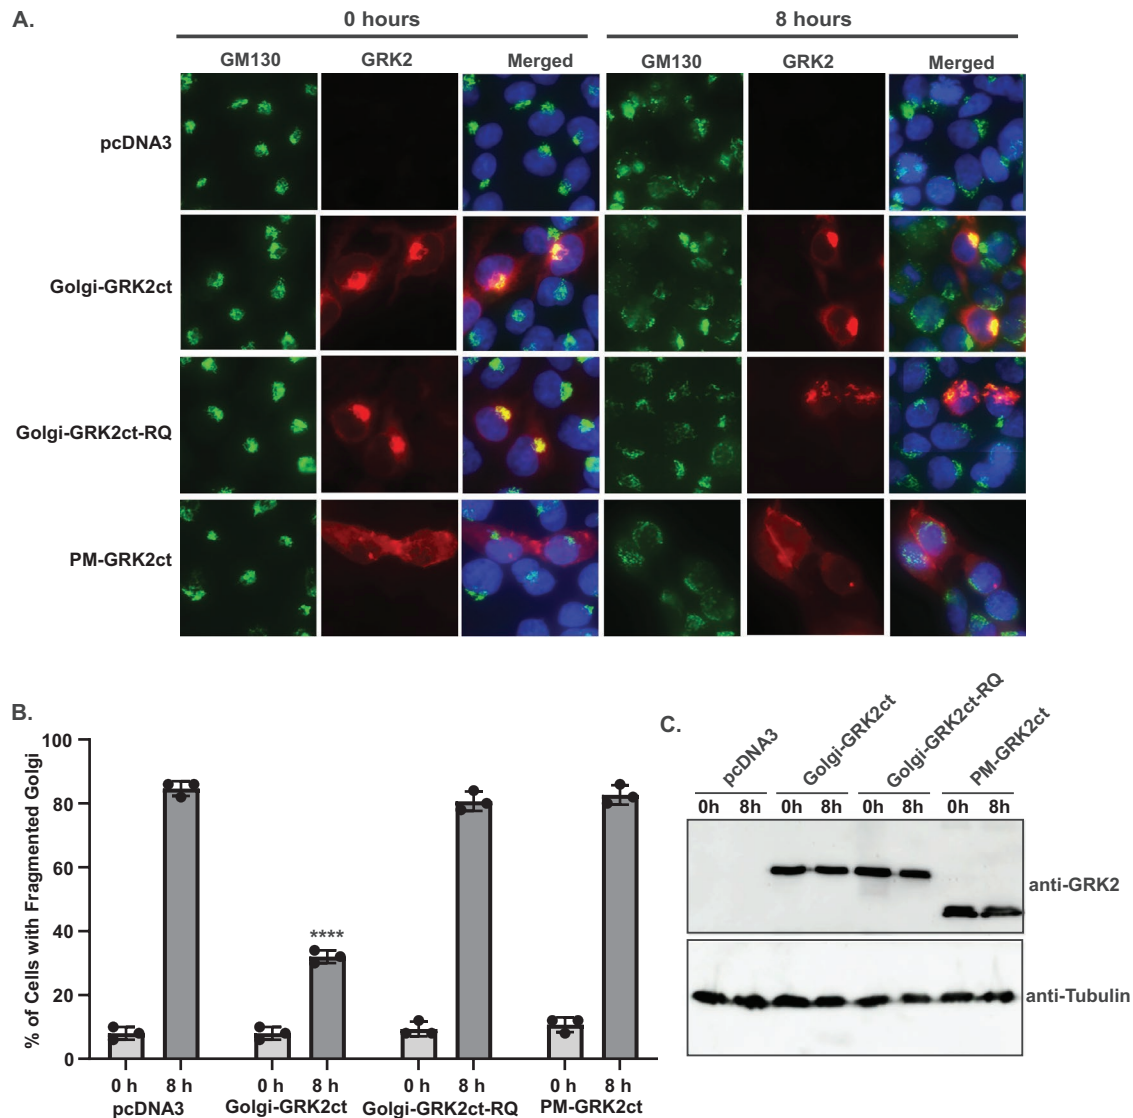 A.
0 hours 8 hours
GM130 GRK2 Merged GM130 GRK2 Merged
pcDNA3
Golgi-GRK2ct
Golgi-GRK2ct-RQ
PM-GRK2ct
B.
% of Cells with Fragmented Golgi
100
80
60
40
20
0
****
0 h 8 h 0 h 8 h 0 h 8 h 0 h 8 h
pcDNA3 Golgi-GRK2ct Golgi-GRK2ct-RQ PM-GRK2ct
C.
pcDNA3 Golgi-GRK2ct Golgi-GRK2ct-RQ PM-GRK2ct
0h 8h 0h 8h 0h 8h 0h 8h
anti-GRK2
anti-Tubulin